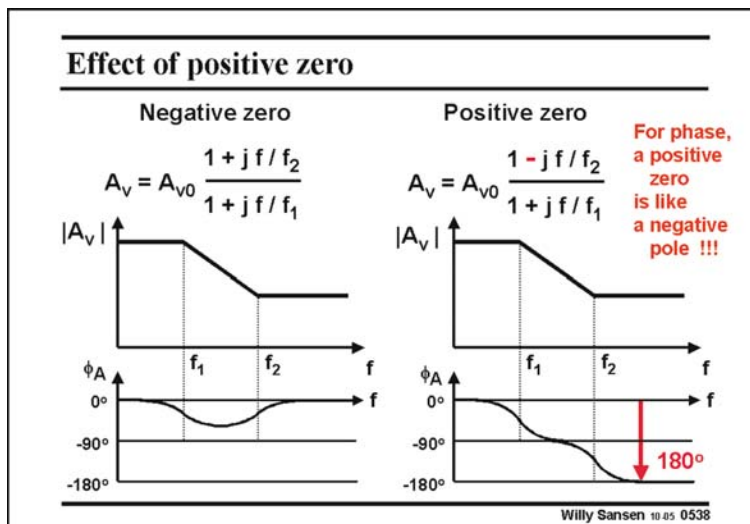 Effect of positive zero
Negative zero
A_v = A_v0 (1 + j f / f_2) / (1 + j f / f_1)
|A_v|
f_1
f_2
f
ϕ_A
0°
f
-90°
-180°
Positive zero
A_v = A_v0 (1 - j f / f_2) / (1 + j f / f_1)
For phase,
a positive
zero
is like
a negative
pole !!!
|A_v|
f_1
f_2
f
ϕ_A
0°
f
-90°
-180°
180°
Willy Sansen 10-05 0538